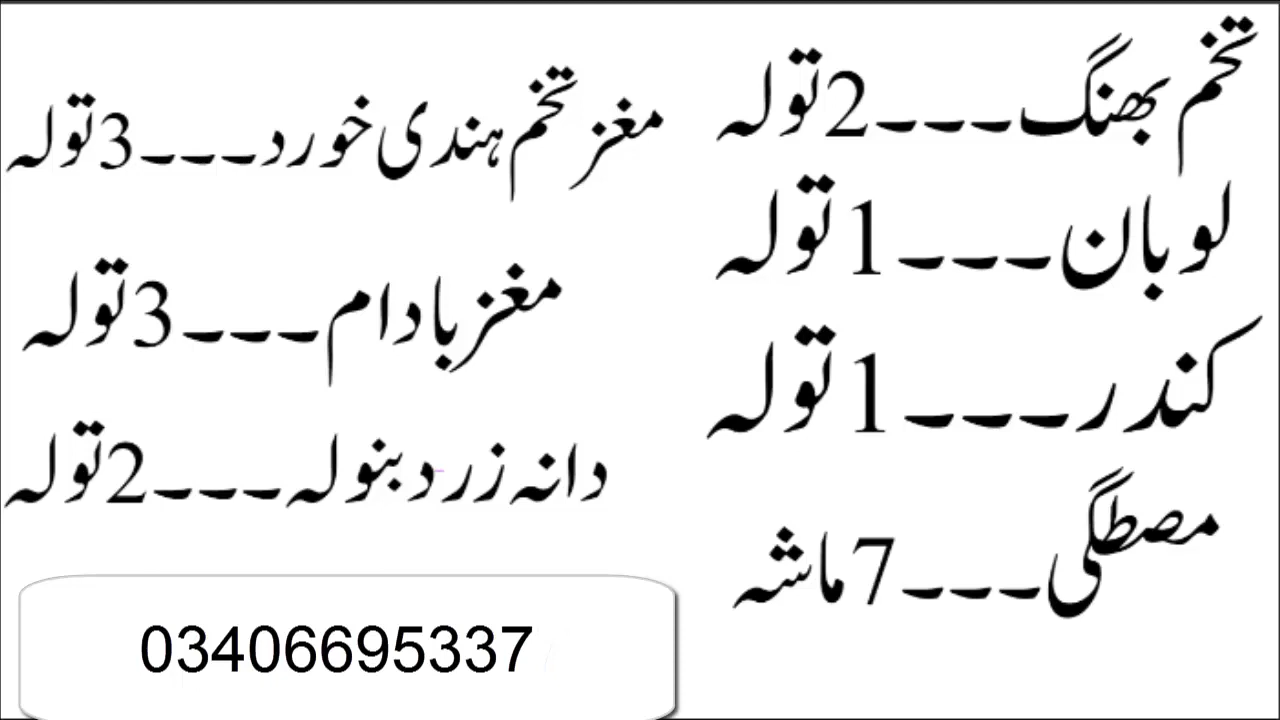 تخم بھنگ۔۔۔2 تولہ
لوبان۔۔۔1 تولہ
کندر۔۔۔1 تولہ
مصطگی۔۔۔7 ماشہ
مغز تخم ہندی خورد۔۔۔3 تولہ
مغز بادام۔۔۔3 تولہ
دانہ زرد بنولہ۔۔۔2 تولہ
03406695337